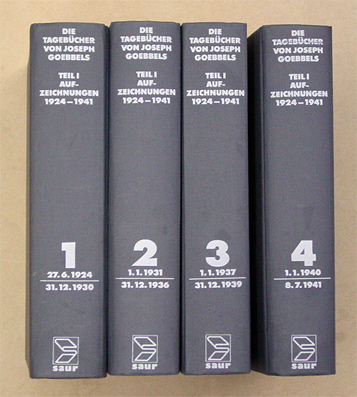 DIE
TAGEBÜCHER
VON JOSEPH
GOEBBELS
TEIL I
AUF-
ZEICHNUNGEN
1924–1941
1
27.6.1924
31.12.1930
saur
DIE
TAGEBÜCHER
VON JOSEPH
GOEBBELS
TEIL I
AUF-
ZEICHNUNGEN
1924–1941
2
1.1.1931
31.12.1936
saur
DIE
TAGEBÜCHER
VON JOSEPH
GOEBBELS
TEIL I
AUF-
ZEICHNUNGEN
1924–1941
3
1.1.1937
31.12.1939
saur
DIE
TAGEBÜCHER
VON JOSEPH
GOEBBELS
TEIL I
AUF-
ZEICHNUNGEN
1924–1941
4
1.1.1940
8.7.1941
saur